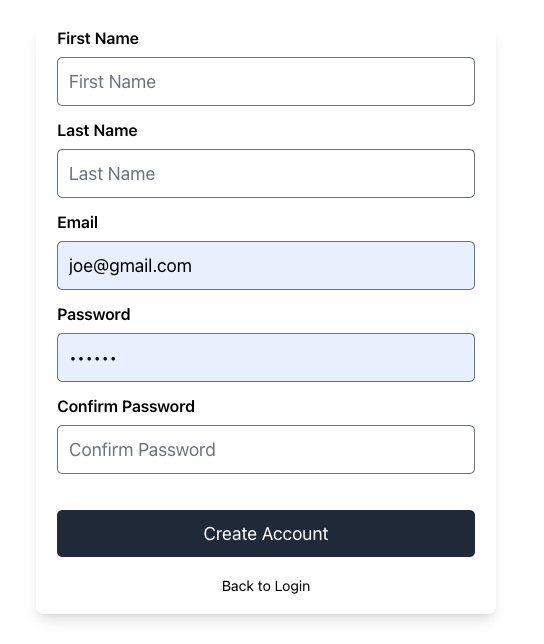 First Name
First Name
Last Name
Last Name
Email
joe@gmail.com
Password
••••••
Confirm Password
Confirm Password
Create Account
Back to Login